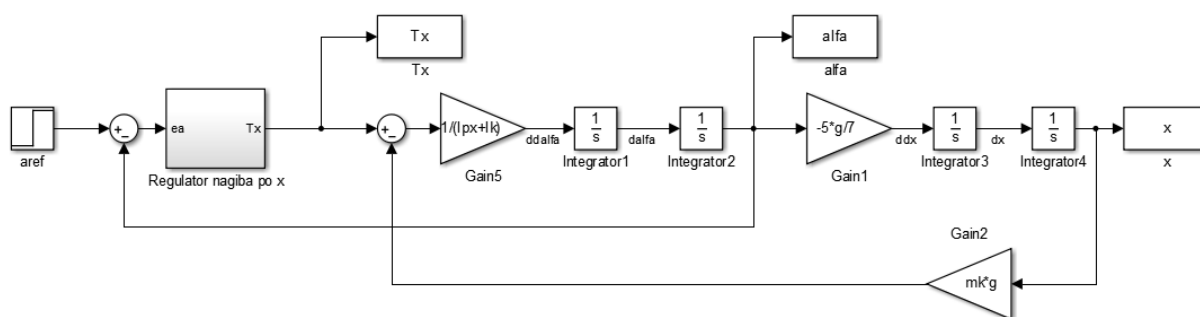 Tx
Tx
alfa
alfa
aref
+
−
ea
Tx
Regulator nagiba po x
+
−
1/(Ipx+Ik)
Gain5
ddalfa
1
s
Integrator1
dalfa
1
s
Integrator2
-5*g/7
Gain1
ddx
1
s
Integrator3
dx
1
s
Integrator4
x
x
Gain2
mk*g